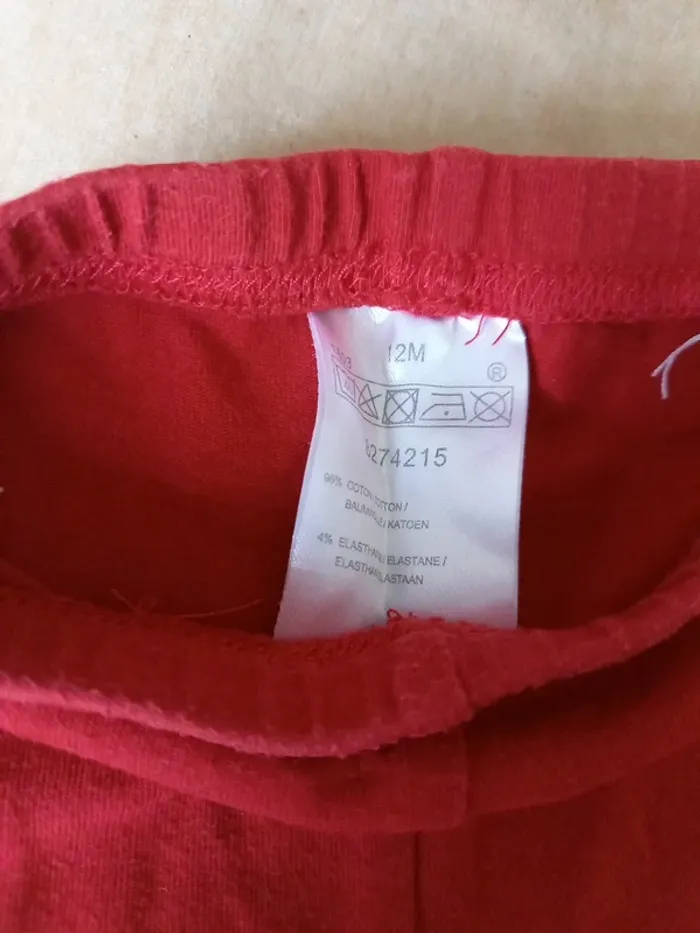 12M
®
274215
96% COTON/COTTON/
BAUMWOLLE/KATOEN
4% ELASTHANNE/ELASTANE/
ELASTHAN/ELASTAAN